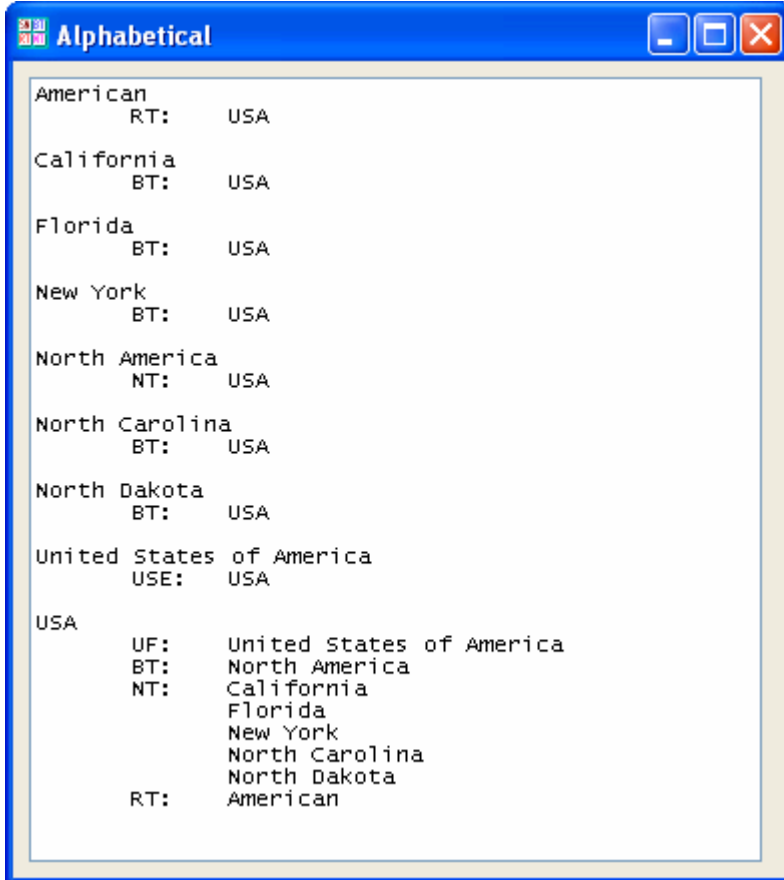 Alphabetical
American
RT: USA
California
BT: USA
Florida
BT: USA
New York
BT: USA
North America
NT: USA
North Carolina
BT: USA
North Dakota
BT: USA
United States of America
USE: USA
USA
UF: United States of America
BT: North America
NT: California
Florida
New York
North Carolina
North Dakota
RT: American